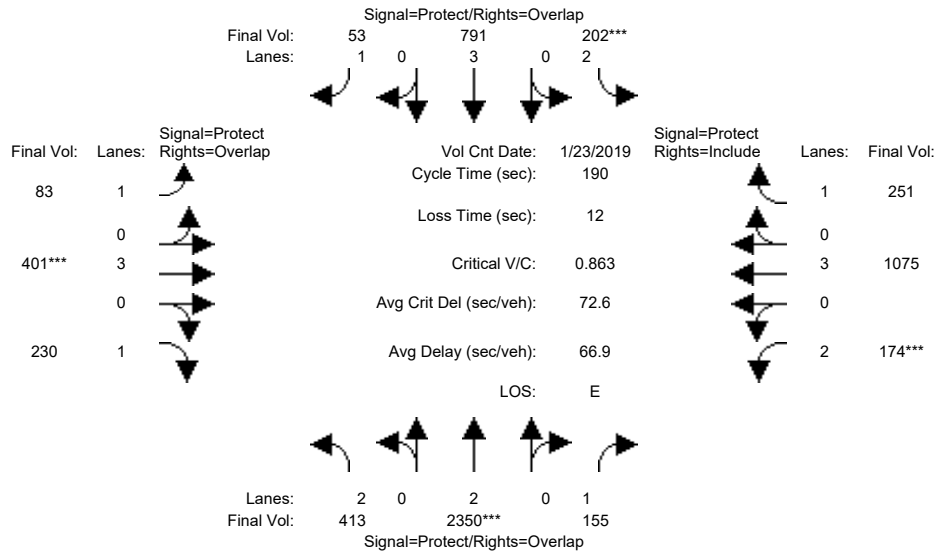 Signal=Protect/Rights=Overlap
Final Vol: 53 791 202***
Lanes: 1 0 3 0 2
Signal=Protect Signal=Protect
Final Vol: Lanes: Rights=Overlap Vol Cnt Date: 1/23/2019 Rights=Include Lanes: Final Vol:
Cycle Time (sec): 190
83 1 1 251
Loss Time (sec): 12
0 0
401*** 3 Critical V/C: 0.863 3 1075
0 Avg Crit Del (sec/veh): 72.6 0
230 1 Avg Delay (sec/veh): 66.9 2 174***
LOS: E
Lanes: 2 0 2 0 1
Final Vol: 413 2350*** 155
Signal=Protect/Rights=Overlap